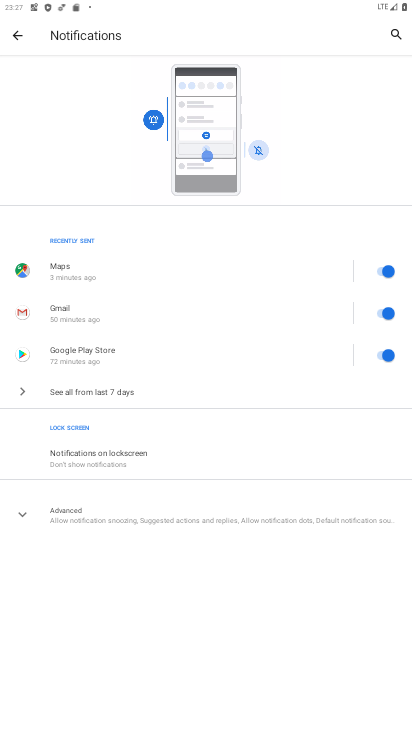 23:27
LTE
Notifications
RECENTLY SENT
Maps
3 minutes ago
Gmail
50 minutes ago
Google Play Store
72 minutes ago
See all from last 7 days
LOCK SCREEN
Notifications on lockscreen
Don't show notifications
Advanced
Allow notification snoozing, Suggested actions and replies, Allow notification dots, Default notification sou..